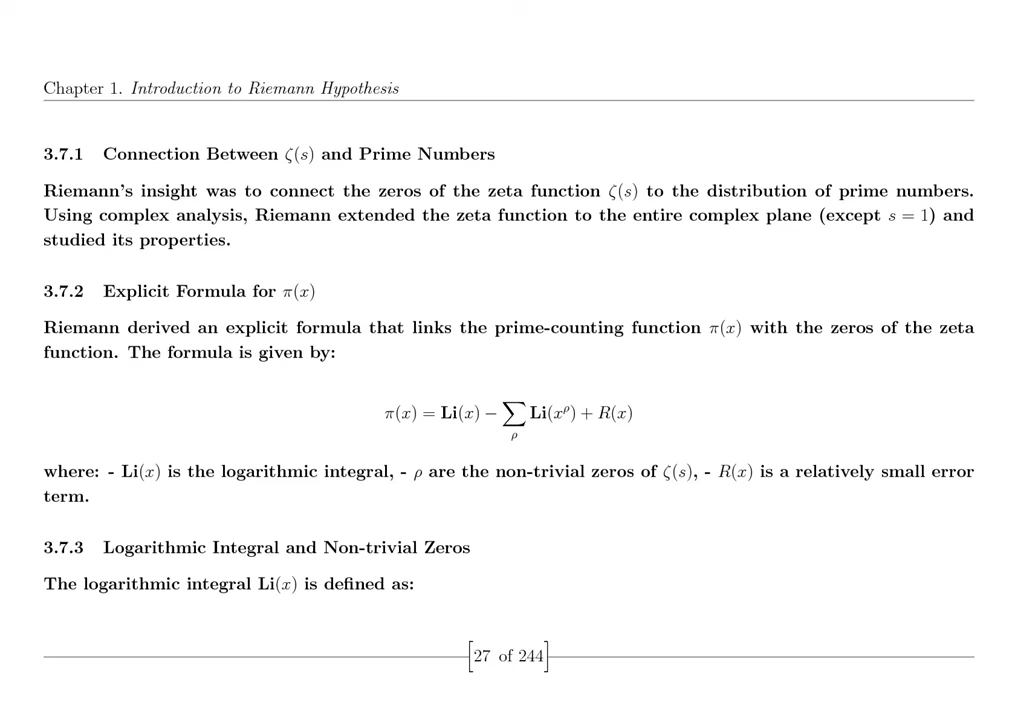 Chapter 1. Introduction to Riemann Hypothesis
3.7.1 Connection Between ζ(s) and Prime Numbers
Riemann's insight was to connect the zeros of the zeta function ζ(s) to the distribution of prime numbers.
Using complex analysis, Riemann extended the zeta function to the entire complex plane (except s = 1) and
studied its properties.
3.7.2 Explicit Formula for π(x)
Riemann derived an explicit formula that links the prime-counting function π(x) with the zeros of the zeta
function. The formula is given by:
π(x) = Li(x) − ∑ Li(x^ρ) + R(x)
ρ
where: - Li(x) is the logarithmic integral, - ρ are the non-trivial zeros of ζ(s), - R(x) is a relatively small error
term.
3.7.3 Logarithmic Integral and Non-trivial Zeros
The logarithmic integral Li(x) is defined as:
[27 of 244]